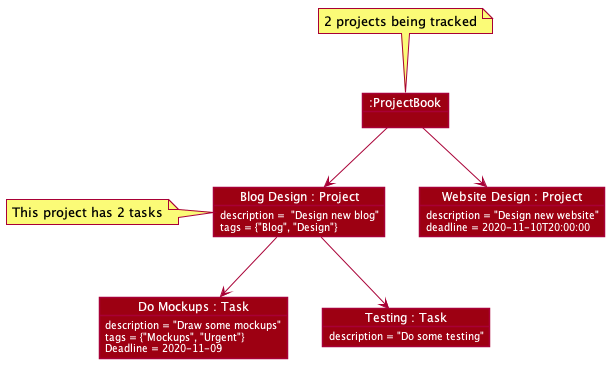 2 projects being tracked
:ProjectBook
Blog Design : Project
description =  "Design new blog"
tags = {"Blog", "Design"}
Website Design : Project
description = "Design new website"
deadline = 2020-11-10T20:00:00
This project has 2 tasks
Do Mockups : Task
description = "Draw some mockups"
tags = {"Mockups", "Urgent"}
Deadline = 2020-11-09
Testing : Task
description = "Do some testing"